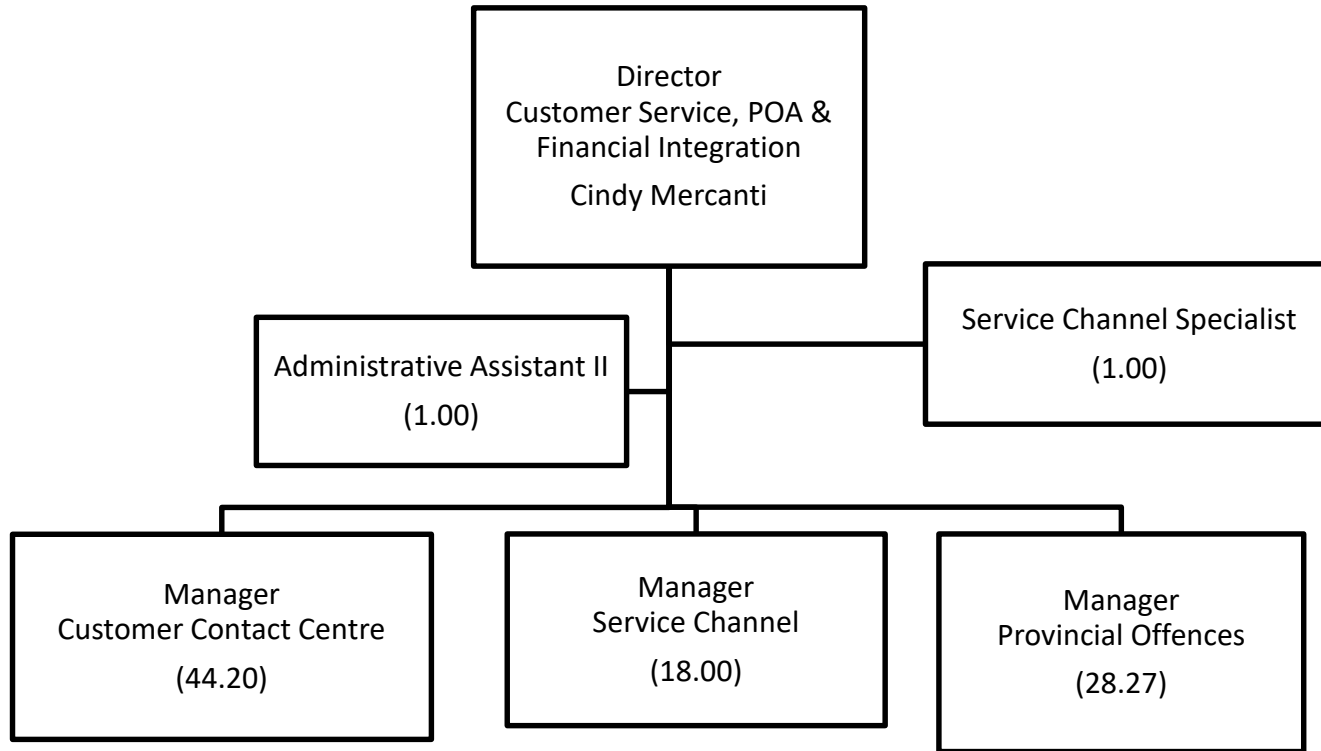 Director
Customer Service, POA &
Financial Integration
Cindy Mercanti
Service Channel Specialist
(1.00)
Administrative Assistant II
(1.00)
Manager
Customer Contact Centre
(44.20)
Manager
Service Channel
(18.00)
Manager
Provincial Offences
(28.27)